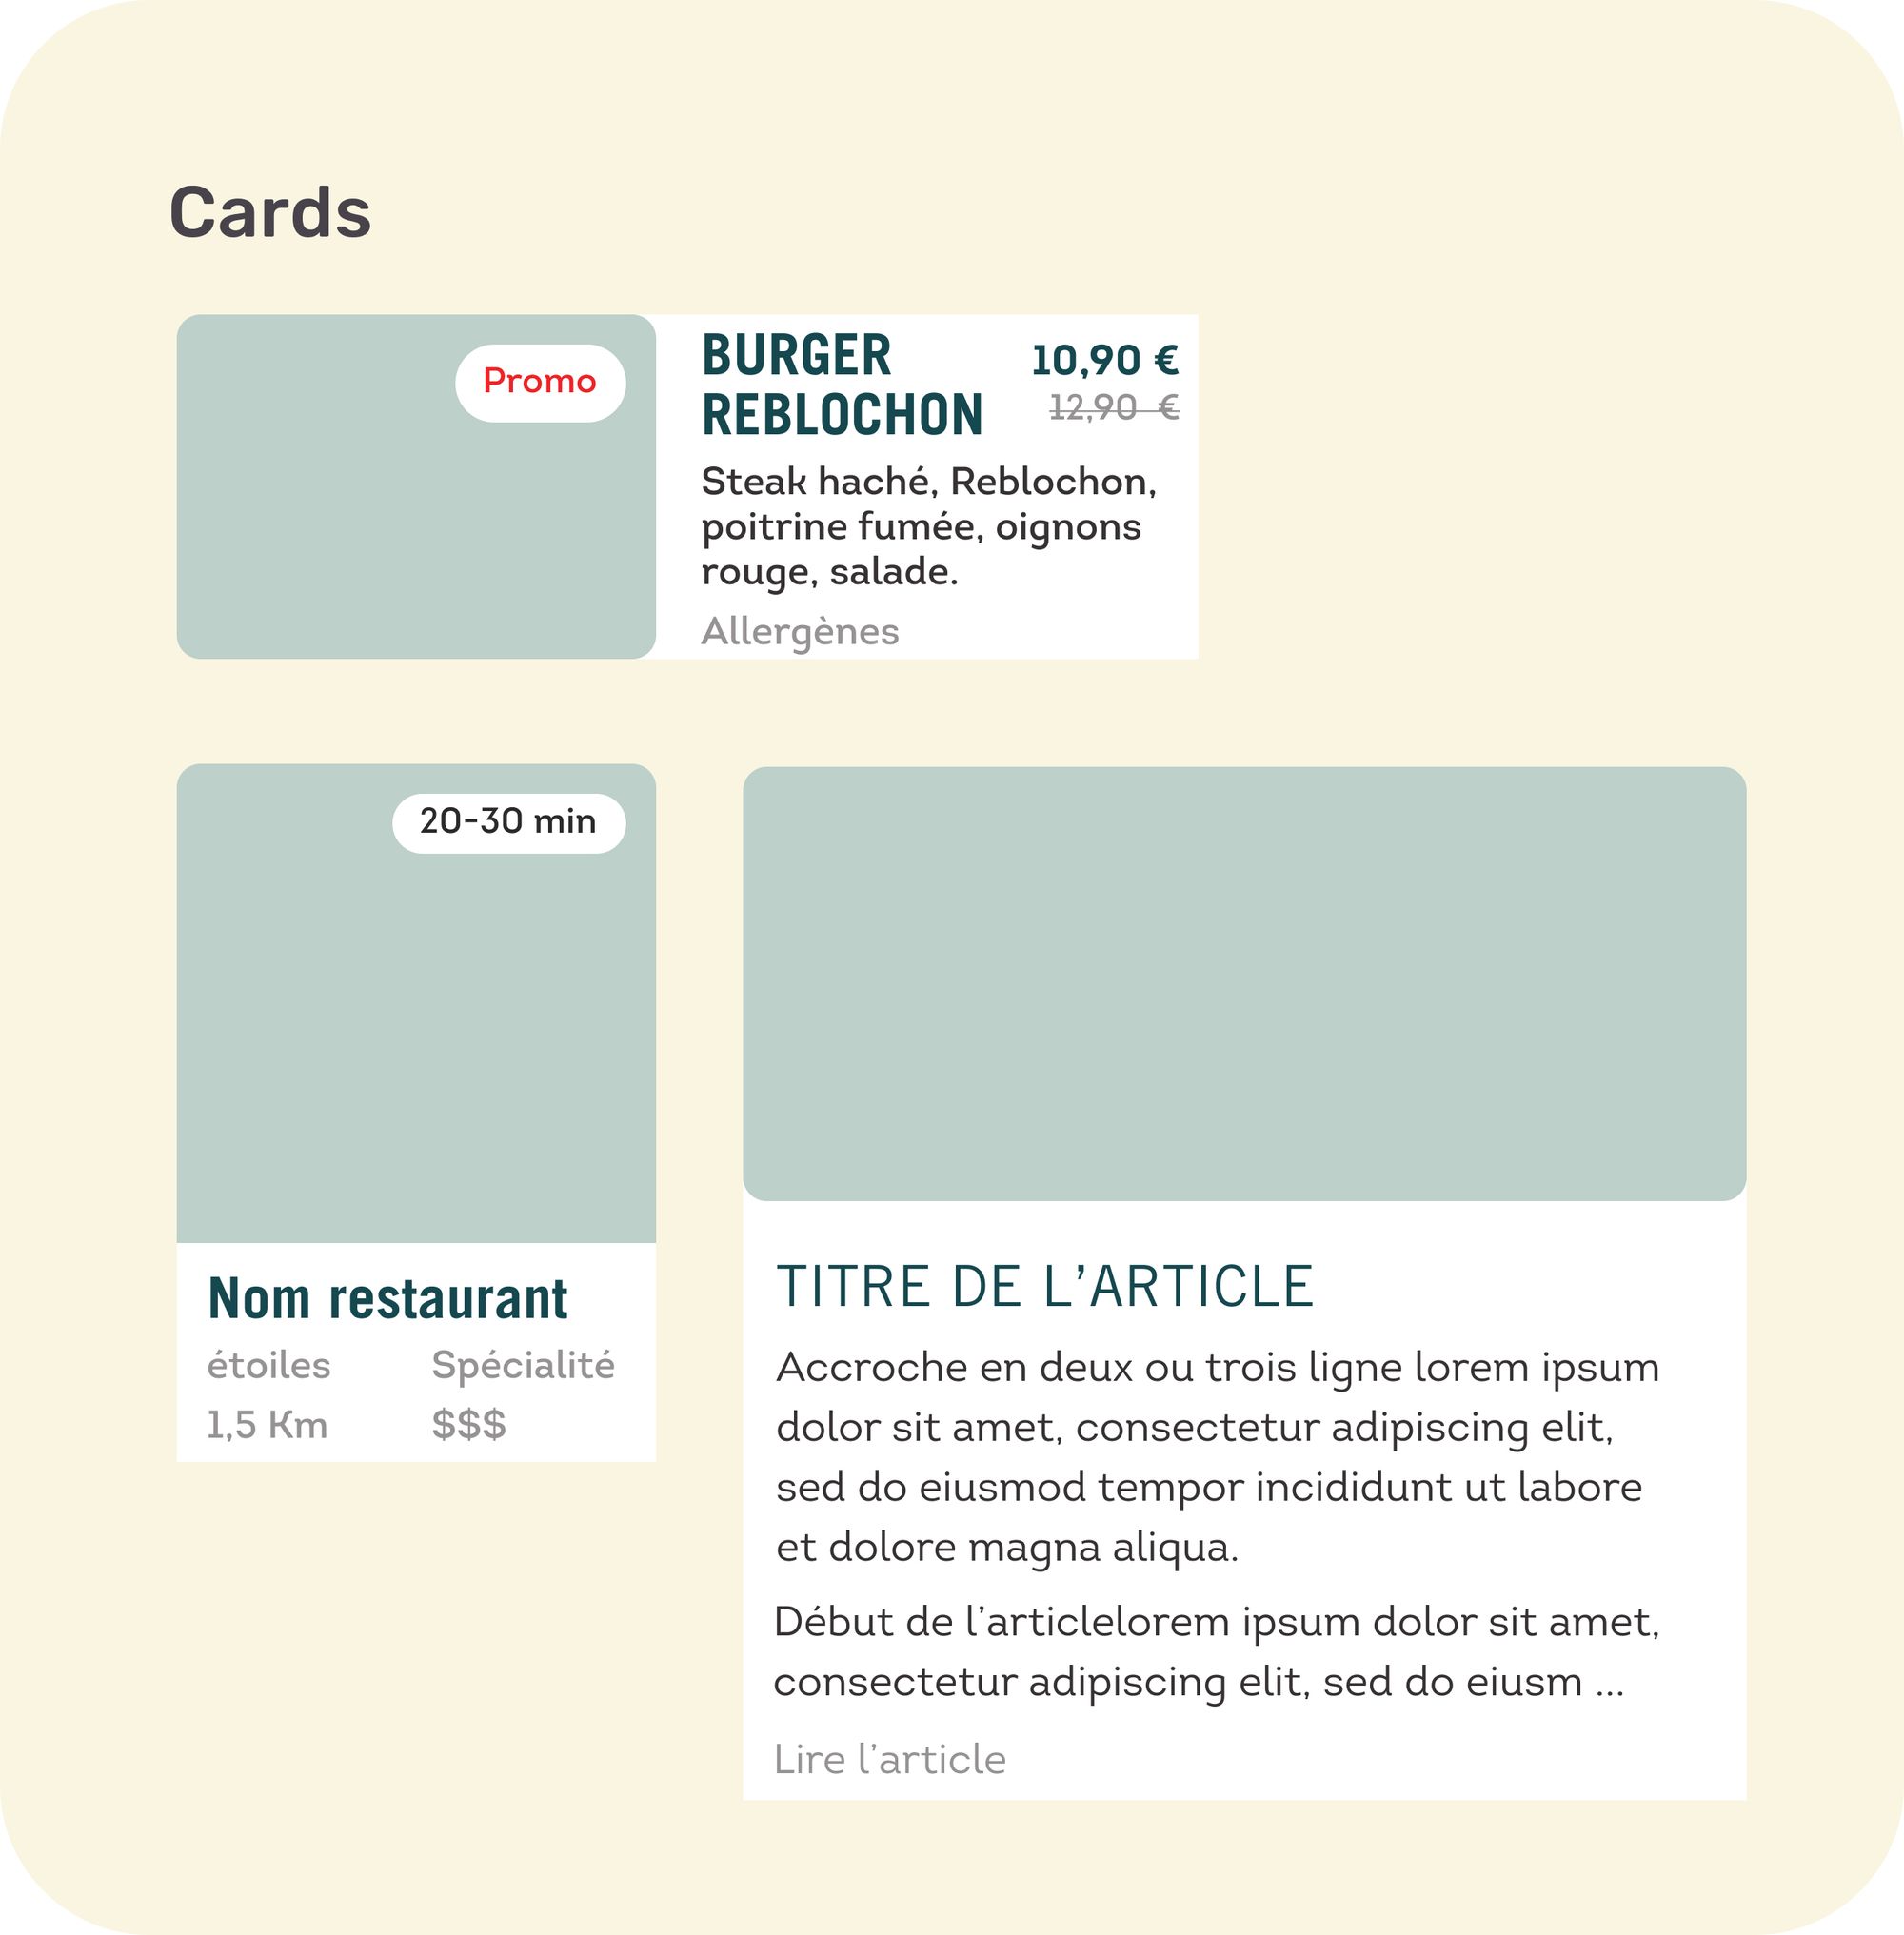 Cards
Promo
BURGER
REBLOCHON
10,90 €
12,90 €
Steak haché, Reblochon,
poitrine fumée, oignons
rouge, salade.
Allergènes
20-30 min
Nom restaurant
étoiles Spécialité
1,5 Km $$$
TITRE DE L’ARTICLE
Accroche en deux ou trois ligne lorem ipsum
dolor sit amet, consectetur adipiscing elit,
sed do eiusmod tempor incididunt ut labore
et dolore magna aliqua.
Début de l’articlelorem ipsum dolor sit amet,
consectetur adipiscing elit, sed do eiusm ...
Lire l’article